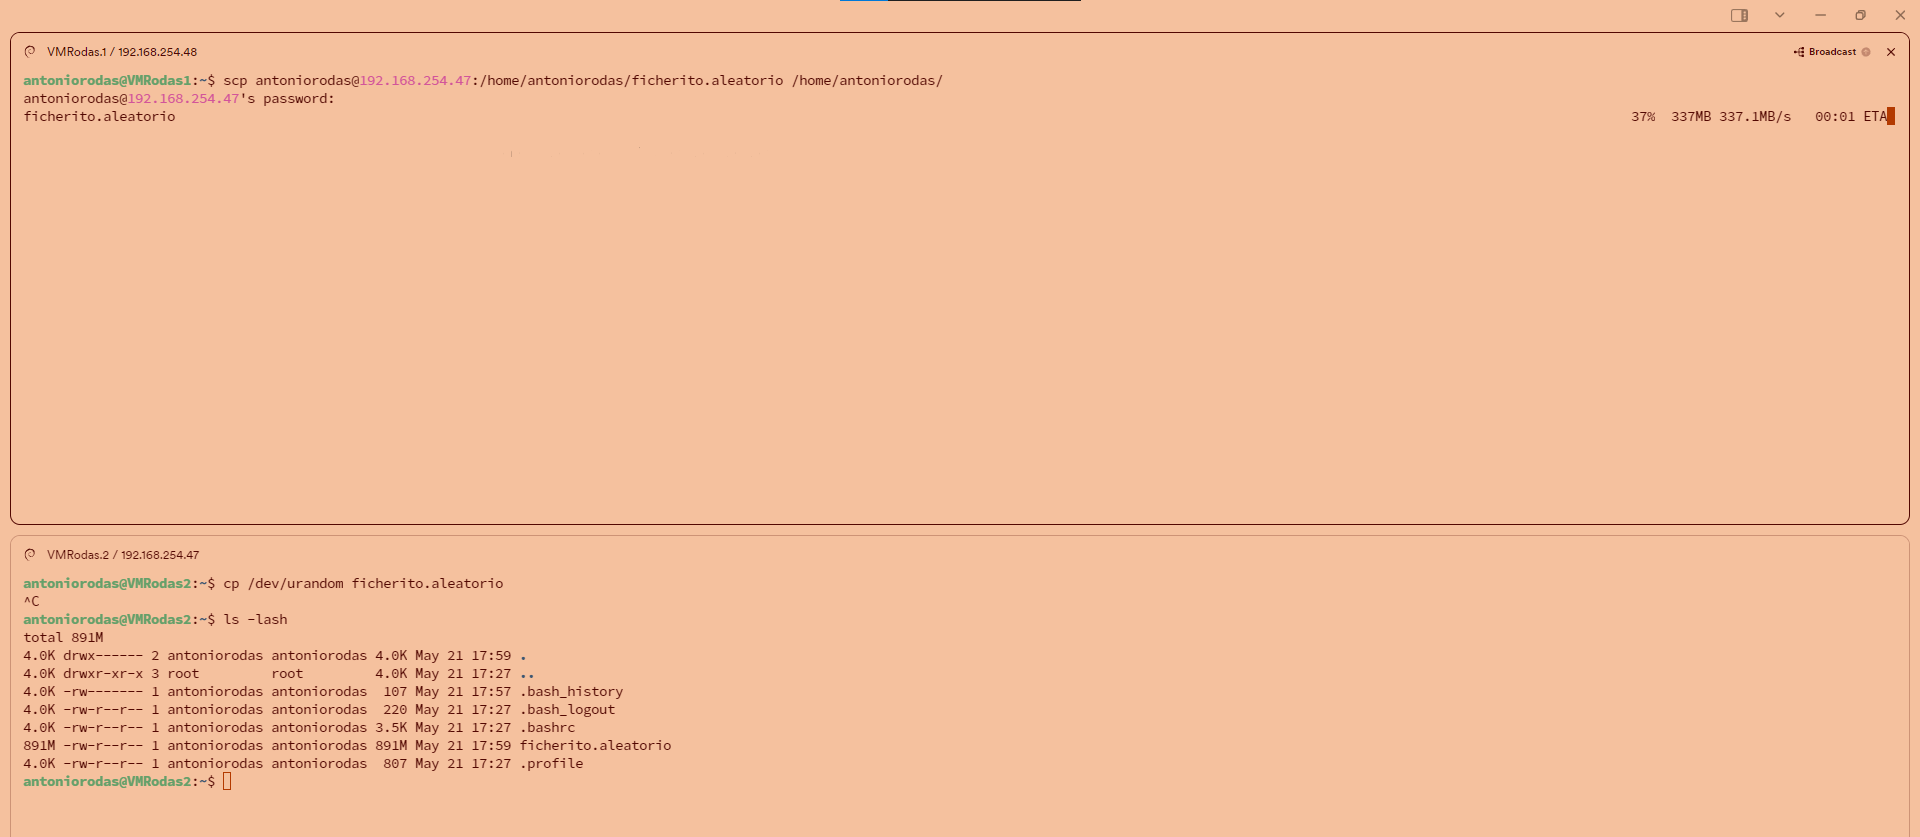 VMRodas.1 / 192.168.254.48
Broadcast
antoniorodas@VMRodas1:~$ scp antoniorodas@192.168.254.47:/home/antoniorodas/ficherito.aleatorio /home/antoniorodas/
antoniorodas@192.168.254.47's password:
ficherito.aleatorio 37% 337MB 337.1MB/s 00:01 ETA
VMRodas.2 / 192.168.254.47
antoniorodas@VMRodas2:~$ cp /dev/urandom ficherito.aleatorio
^C
antoniorodas@VMRodas2:~$ ls -lash
total 891M
4.0K drwx------ 2 antoniorodas antoniorodas 4.0K May 21 17:59 .
4.0K drwxr-xr-x 3 root         root         4.0K May 21 17:27 ..
4.0K -rw------- 1 antoniorodas antoniorodas  107 May 21 17:57 .bash_history
4.0K -rw-r--r-- 1 antoniorodas antoniorodas  220 May 21 17:27 .bash_logout
4.0K -rw-r--r-- 1 antoniorodas antoniorodas 3.5K May 21 17:27 .bashrc
891M -rw-r--r-- 1 antoniorodas antoniorodas 891M May 21 17:59 ficherito.aleatorio
4.0K -rw-r--r-- 1 antoniorodas antoniorodas  807 May 21 17:27 .profile
antoniorodas@VMRodas2:~$